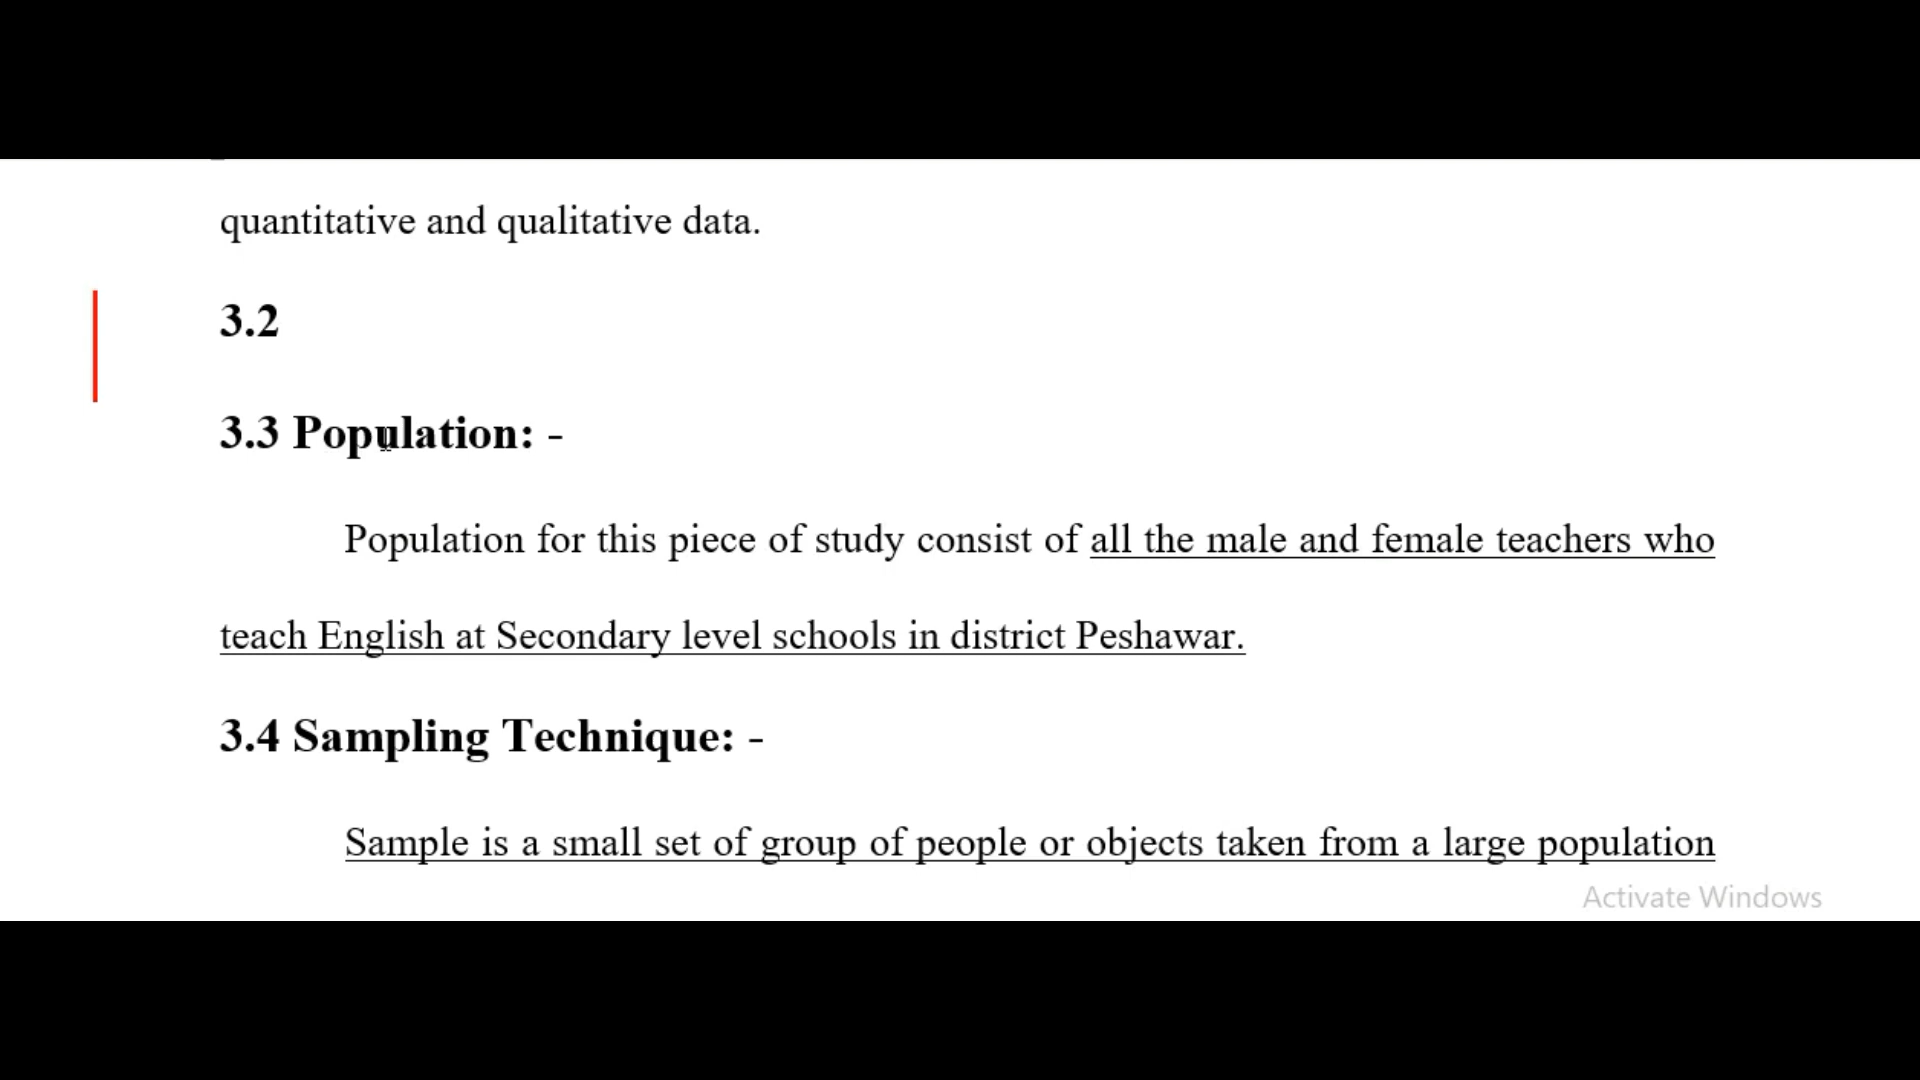 quantitative and qualitative data.
3.2
3.3 Population: -
Population for this piece of study consist of all the male and female teachers who
teach English at Secondary level schools in district Peshawar.
3.4 Sampling Technique: -
Sample is a small set of group of people or objects taken from a large population
Activate Windows